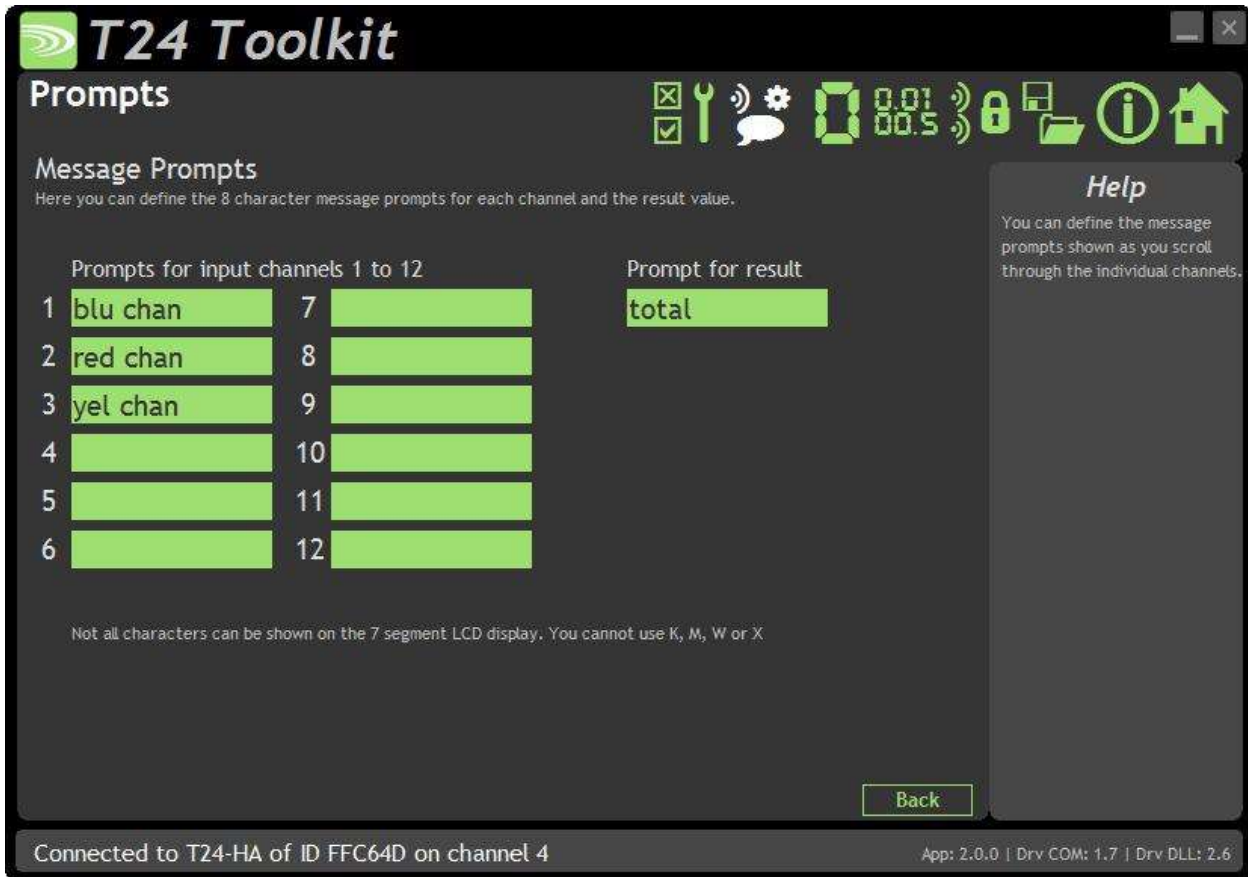 T24 Toolkit
Prompts
0.01
00.5
Message Prompts
Here you can define the 8 character message prompts for each channel and the result value.
Prompts for input channels 1 to 12
Prompt for result
1 blu chan 7
total
2 red chan 8
3 yel chan 9
4 10
5 11
6 12
Not all characters can be shown on the 7 segment LCD display. You cannot use K, M, W or X
Back
Help
You can define the message
prompts shown as you scroll
through the individual channels.
Connected to T24-HA of ID FFC64D on channel 4
App: 2.0.0 | Drv COM: 1.7 | Drv DLL: 2.6